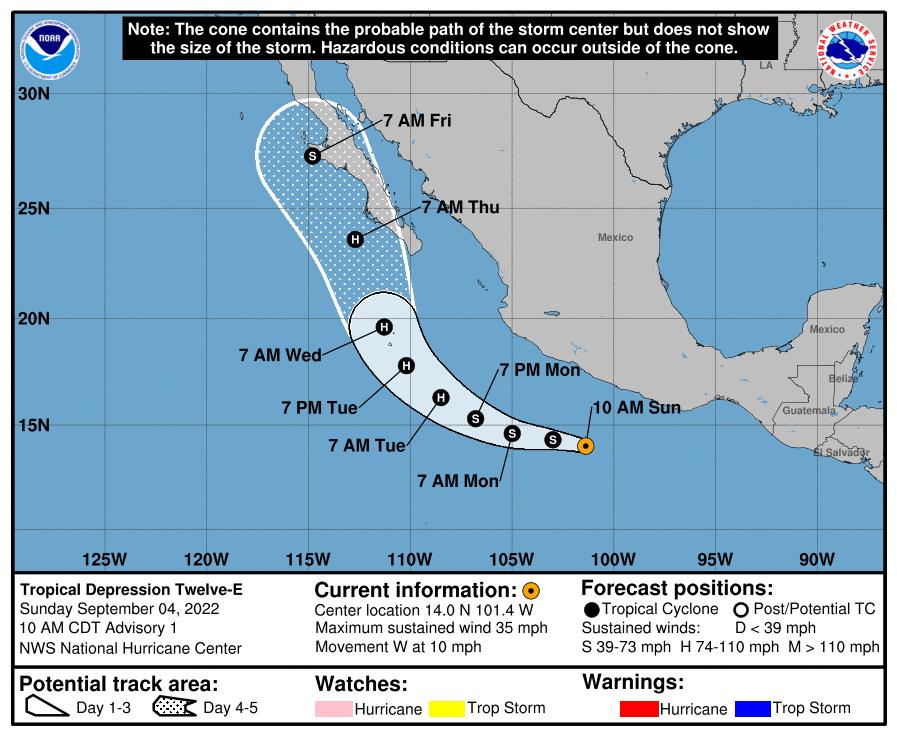 Note: The cone contains the probable path of the storm center but does not show
the size of the storm. Hazardous conditions can occur outside of the cone.
NOAA
NATIONAL WEATHER SERVICE
LA
30N
25N
20N
15N
7 AM Fri
7 AM Thu
Mexico
7 AM Wed
Mexico
7 PM Mon
Belize
7 PM Tue
10 AM Sun
Guatemala
7 AM Tue
El Salvador
7 AM Mon
S
H
H
H
H
S
S
S
125W 120W 115W 110W 105W 100W 95W 90W
Tropical Depression Twelve-E
Sunday September 04, 2022
10 AM CDT Advisory 1
NWS National Hurricane Center
Current information:
Center location 14.0 N 101.4 W
Maximum sustained wind 35 mph
Movement W at 10 mph
Forecast positions:
Tropical Cyclone Post/Potential TC
Sustained winds: D < 39 mph
S 39-73 mph H 74-110 mph M > 110 mph
Potential track area:
Day 1-3 Day 4-5
Watches:
Hurricane Trop Storm
Warnings:
Hurricane Trop Storm